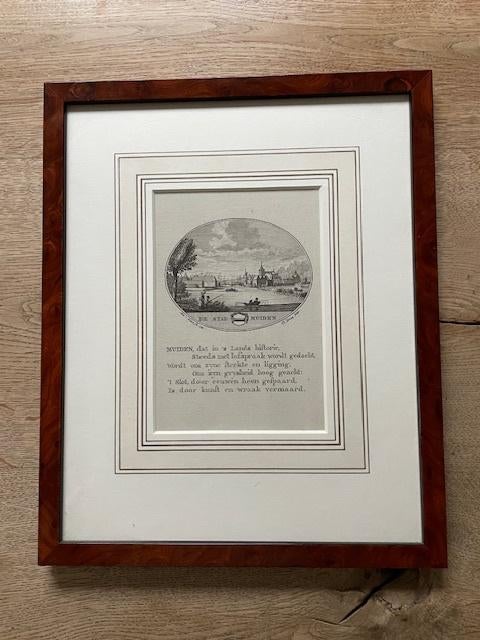 DE STAD MUIDEN
MUIDEN, dat in 's Lands historie,
Steeds met lofspraak wordt gedacht,
Wordt om zyne sterkte en ligging,
Om zyn grysheid hoog geacht:
't Slot, door eeuwen heen gespaard,
Is door kunst en wraak vermaard.